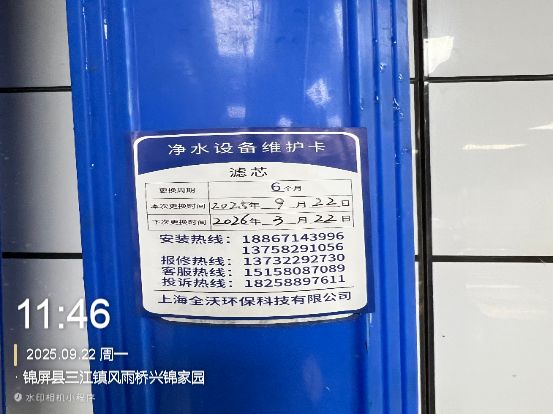 净水设备维护卡
滤芯
更换周期 6个月
本次更换时间 2025年 9月22日
下次更换时间 2026年 3月22日
安装热线：18867143996
13758291056
报修热线：13732292730
客服热线：15158087089
投诉热线：18258897611
上海全沃环保科技有限公司
11:46
2025.09.22 周一
锦屏县三江镇风雨桥兴锦家园
水印相机小程序